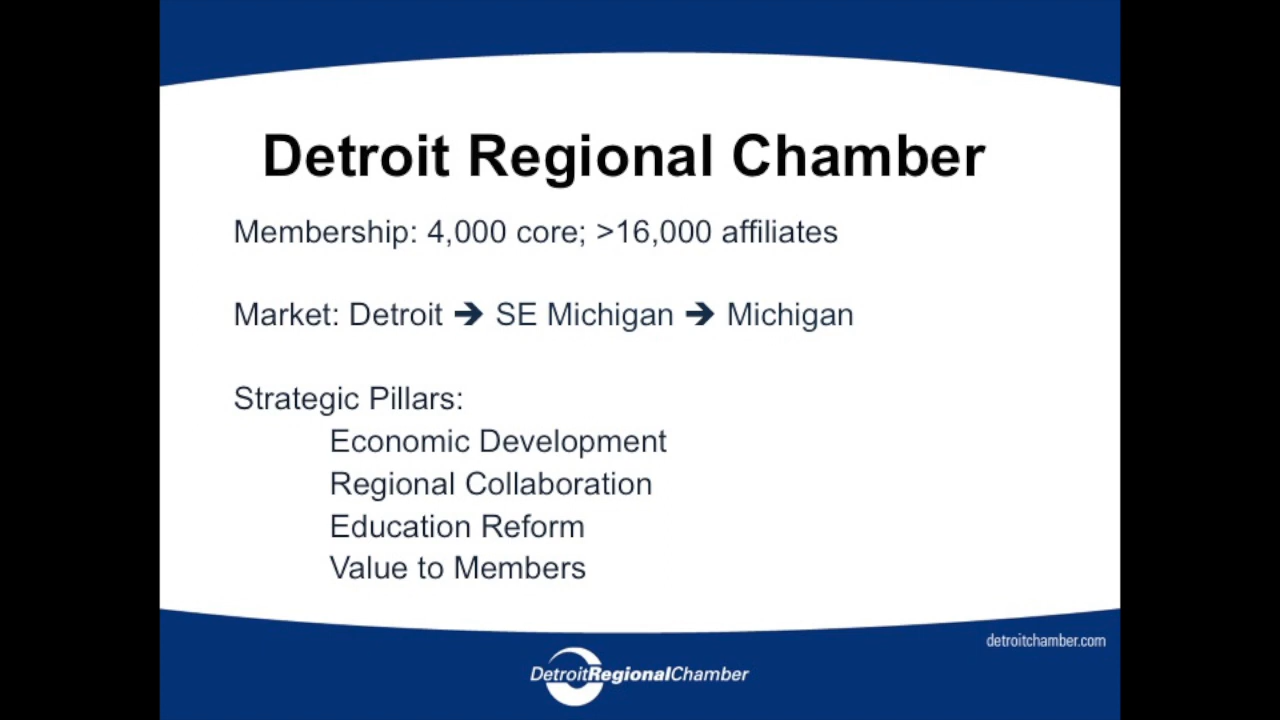 Detroit Regional Chamber
Membership: 4,000 core; >16,000 affiliates
Market: Detroit ➔ SE Michigan ➔ Michigan
Strategic Pillars:
Economic Development
Regional Collaboration
Education Reform
Value to Members
detroitchamber.com
DetroitRegionalChamber